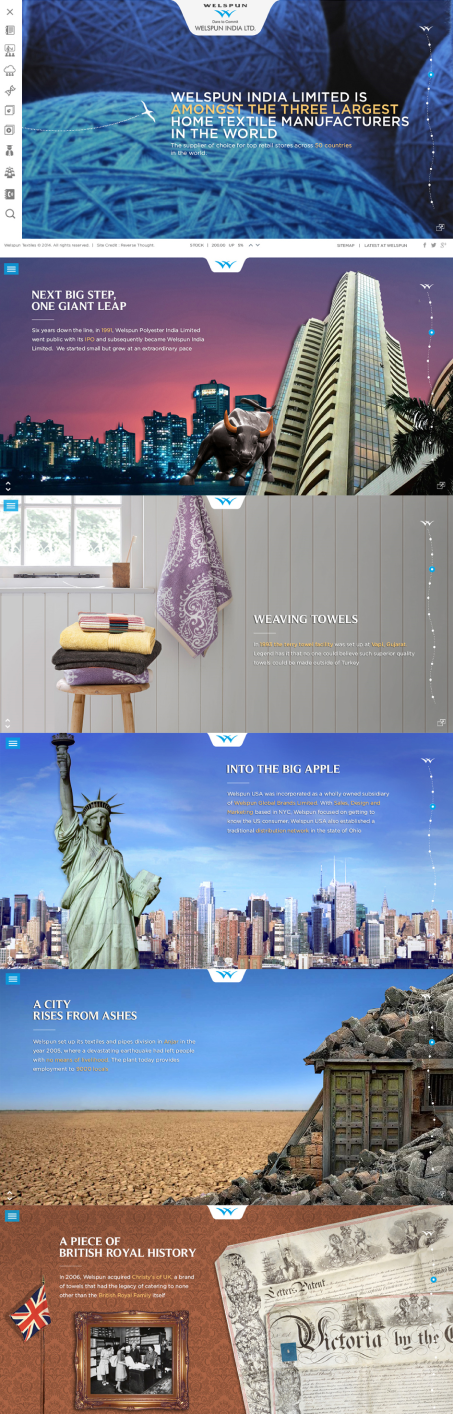 WELSPUN
Dare to Commit
WELSPUN INDIA LTD.
WELSPUN INDIA LIMITED IS
AMONGST THE THREE LARGEST
HOME TEXTILE MANUFACTURERS
IN THE WORLD
The supplier of choice for top retail stores across 50 countries
in the world
Welspun Textiles © 2014. All rights reserved | Site Credit : Reverse Thought
STOCK | 200.00 UP 5%
SITEMAP | LATEST AT WELSPUN
NEXT BIG STEP,
ONE GIANT LEAP
Six years down the line, in 1991, Welspun Polyester India Limited
went public with its IPO and subsequently became Welspun India
Limited. We started small but grew at an extraordinary pace
WEAVING TOWELS
In 1993 the terry towel facility was set up at Vapi, Gujarat.
Legend has it that no one could believe such superior quality
towels could be made outside of Turkey.
INTO THE BIG APPLE
Welspun USA was incorporated as a wholly owned subsidiary
of Welspun Global Brands Limited. With Sales, Design and
Marketing based in NYC, Welspun focused on getting to
know the US consumer. Welspun USA also established a
traditional distribution network in the state of Ohio.
A CITY
RISES FROM ASHES
Welspun set up its textiles and pipes division in Anjar in the
year 2005, where a devastating earthquake had left people
with no means of livelihood. The plant today provides
employment to
A PIECE OF
BRITISH ROYAL HISTORY
In 2006, Welspun acquired Christy's of UK, a brand
of towels that had the legacy of catering to none
other than the British Royal Family itself
Letters Patent
Victoria by the G